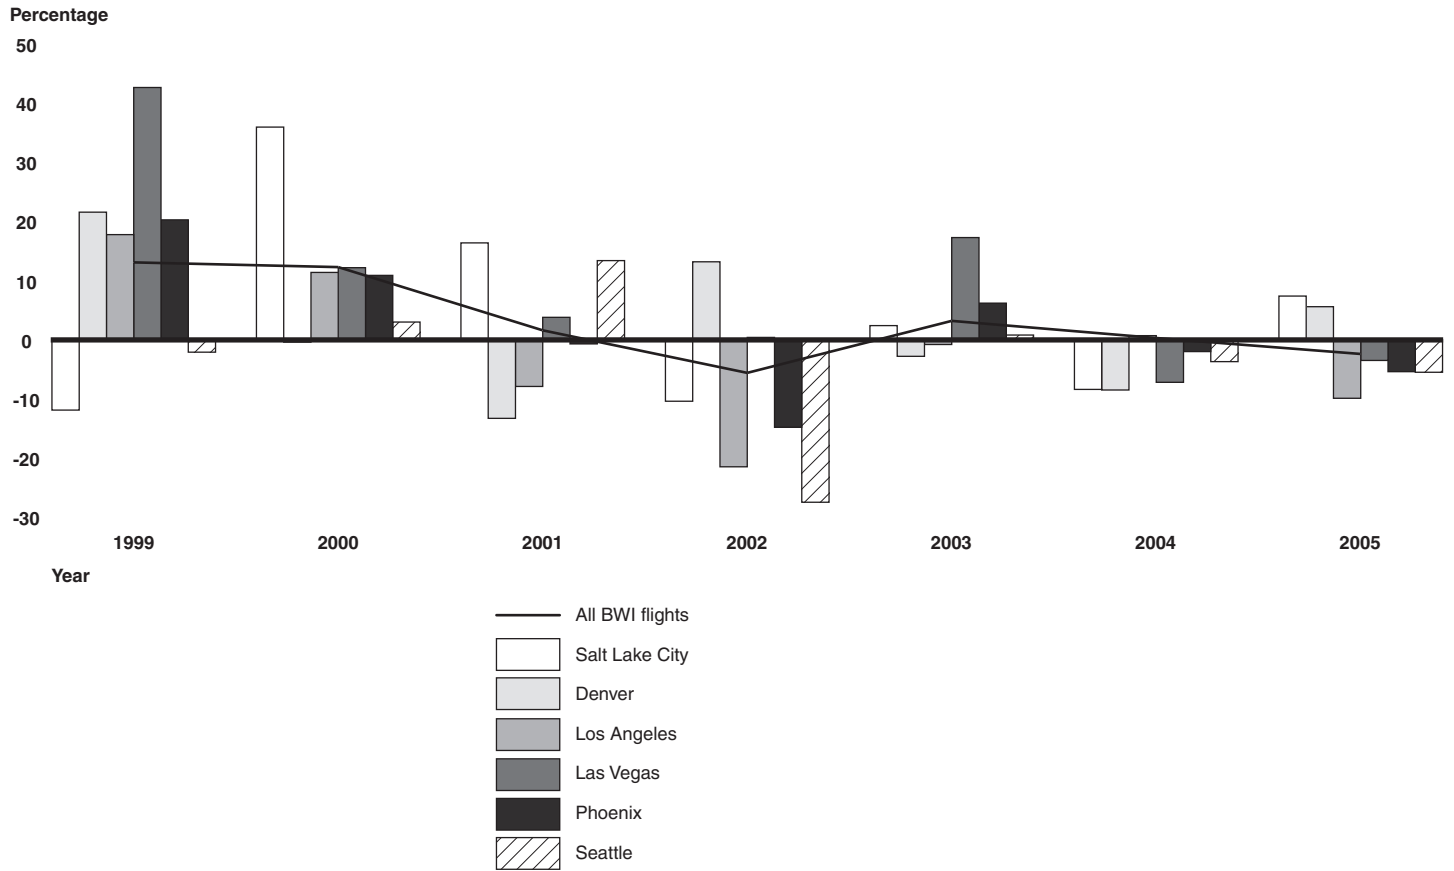 Percentage
50
40
30
20
10
0
-10
-20
-30
1999 2000 2001 2002 2003 2004 2005
Year
All BWI flights
Salt Lake City
Denver
Los Angeles
Las Vegas
Phoenix
Seattle